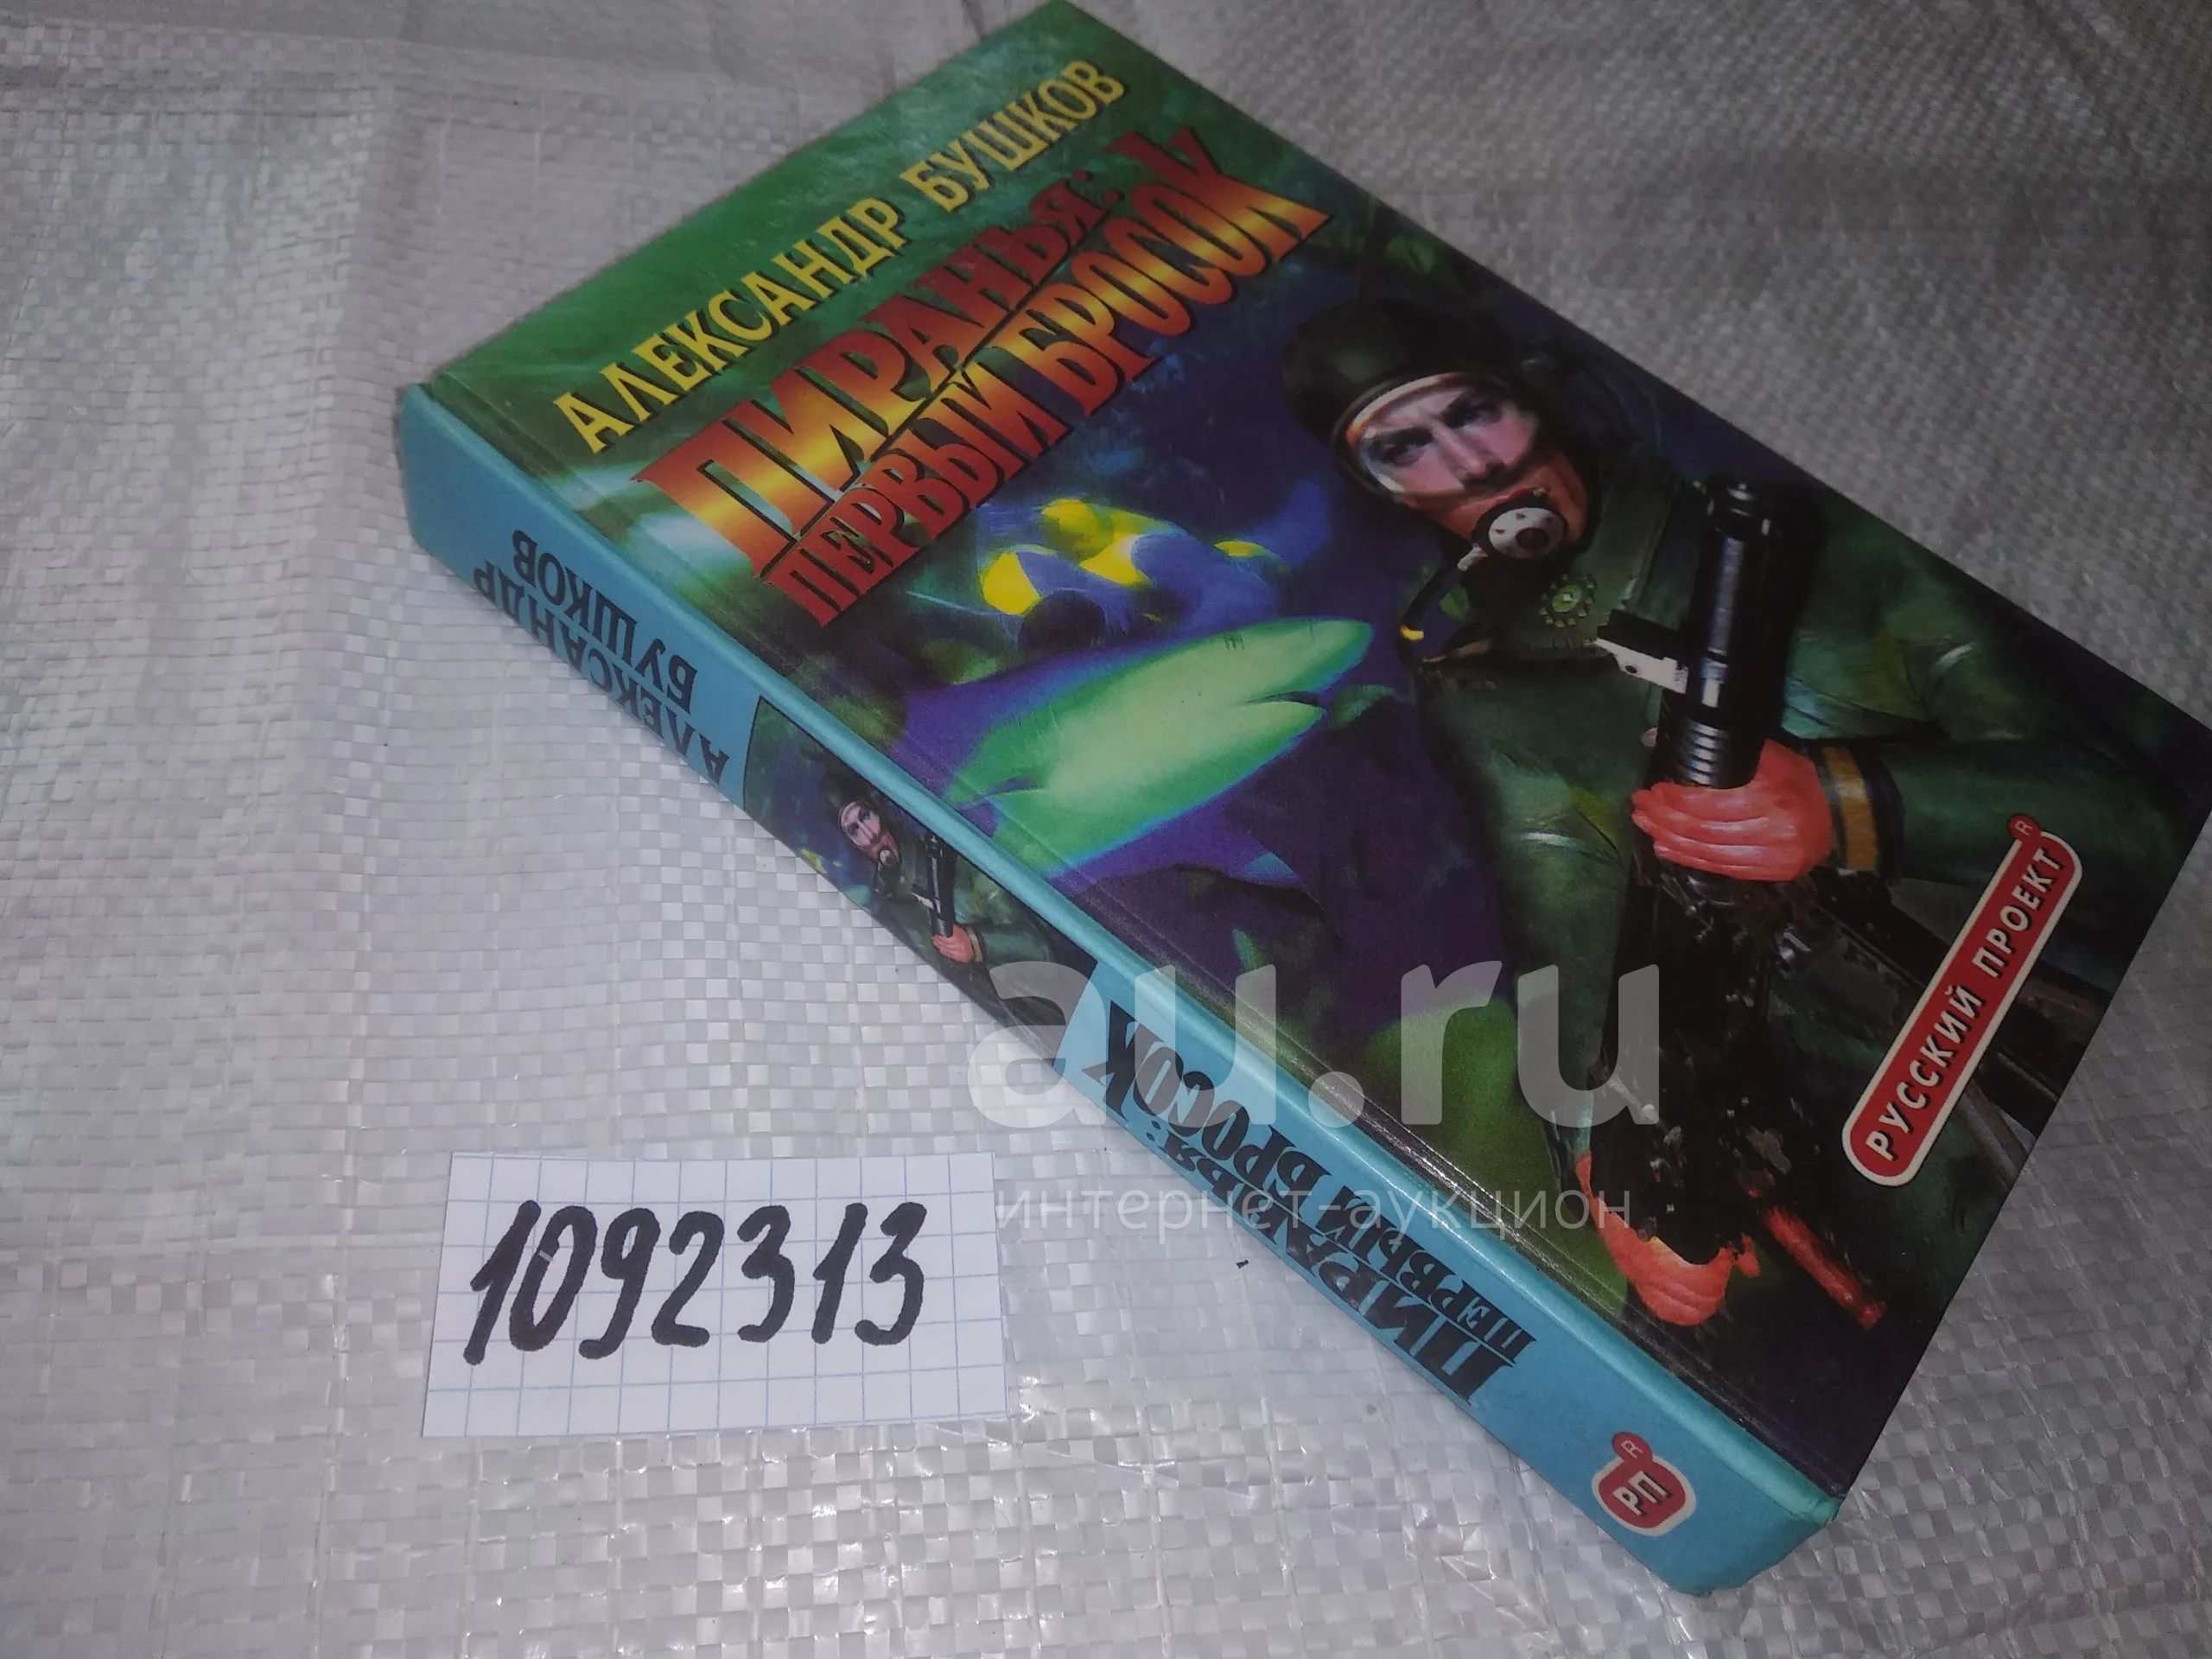 АЛЕКСАНДР БУШКОВ
ПИРАНЬЯ:
ПЕРВЫЙ БРОСОК
РУССКИЙ ПРОЕКТ
R
АЛЕКСАНДР
БУШКОВ
ПИРАНЬЯ:
ПЕРВЫЙ БРОСОК
РП
R
au.ru
интернет-аукцион
1092313